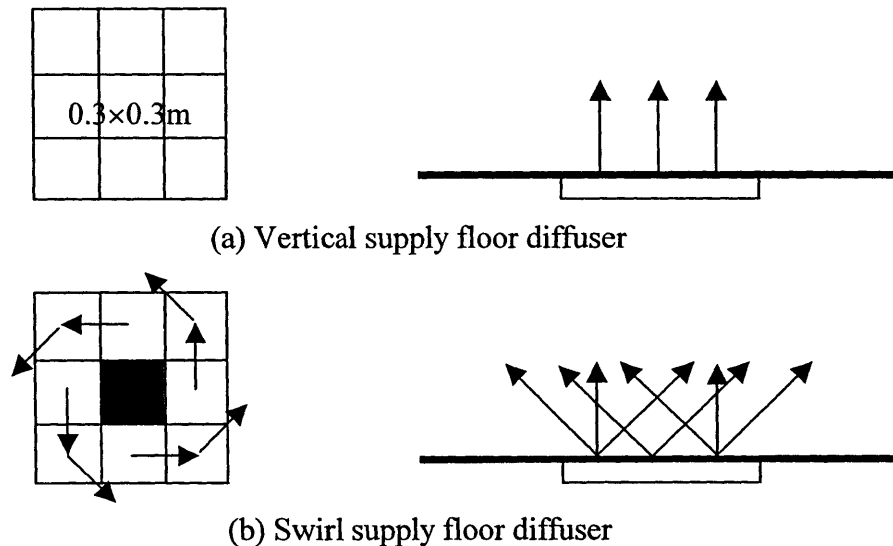 0.3×0.3m
(a) Vertical supply floor diffuser
(b) Swirl supply floor diffuser